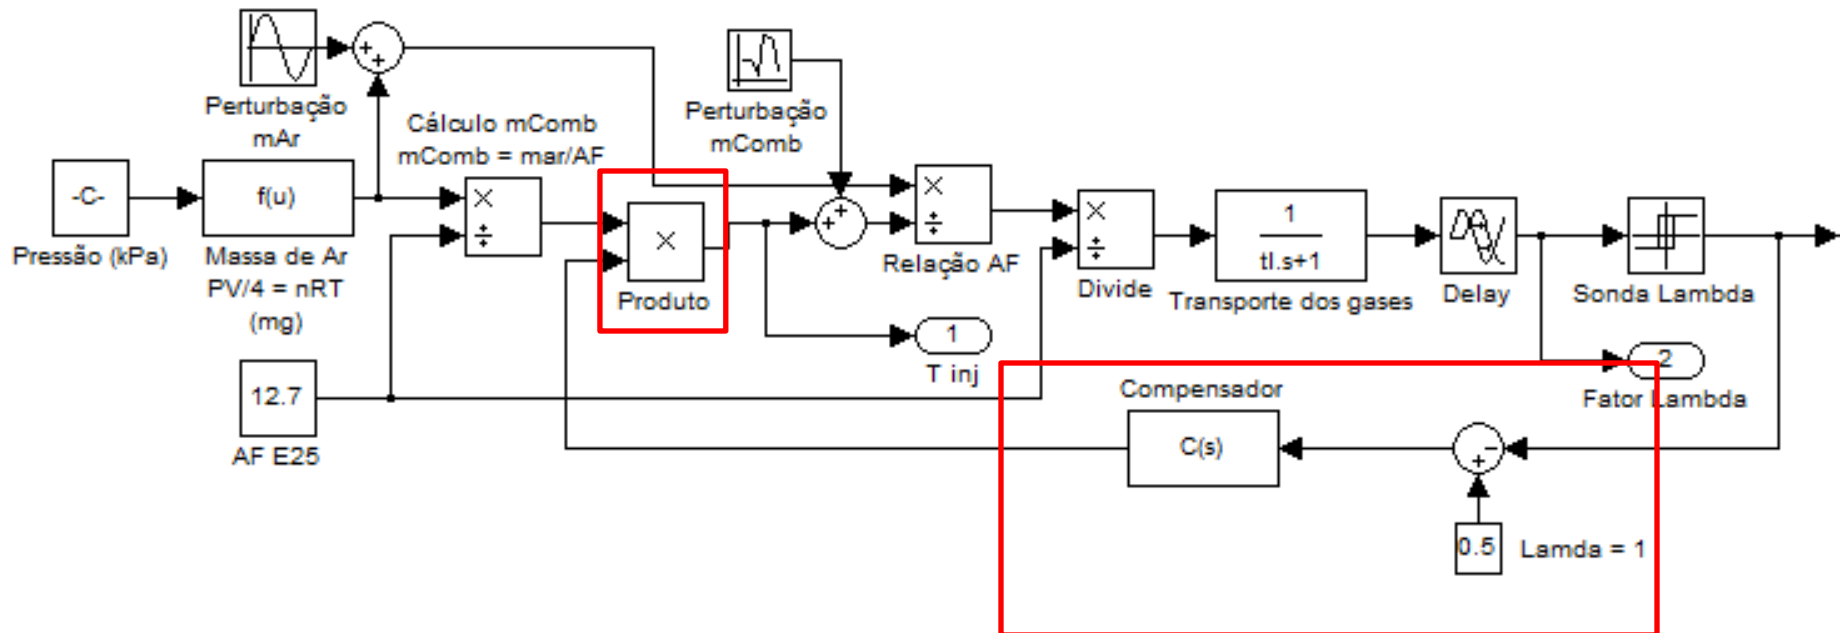 Perturbação
mAr
Perturbação
mComb
Cálculo mComb
mComb = mar/AF
-C-
Pressão (kPa)
f(u)
Massa de Ar
PV/4 = nRT
(mg)
×
÷
×
Produto
×
÷
Relação AF
×
÷
Divide
1
tl.s+1
Transporte dos gases
Delay
Sonda Lambda
1
T inj
2
Fator Lambda
12.7
AF E25
Compensador
C(s)
0.5
Lamda = 1